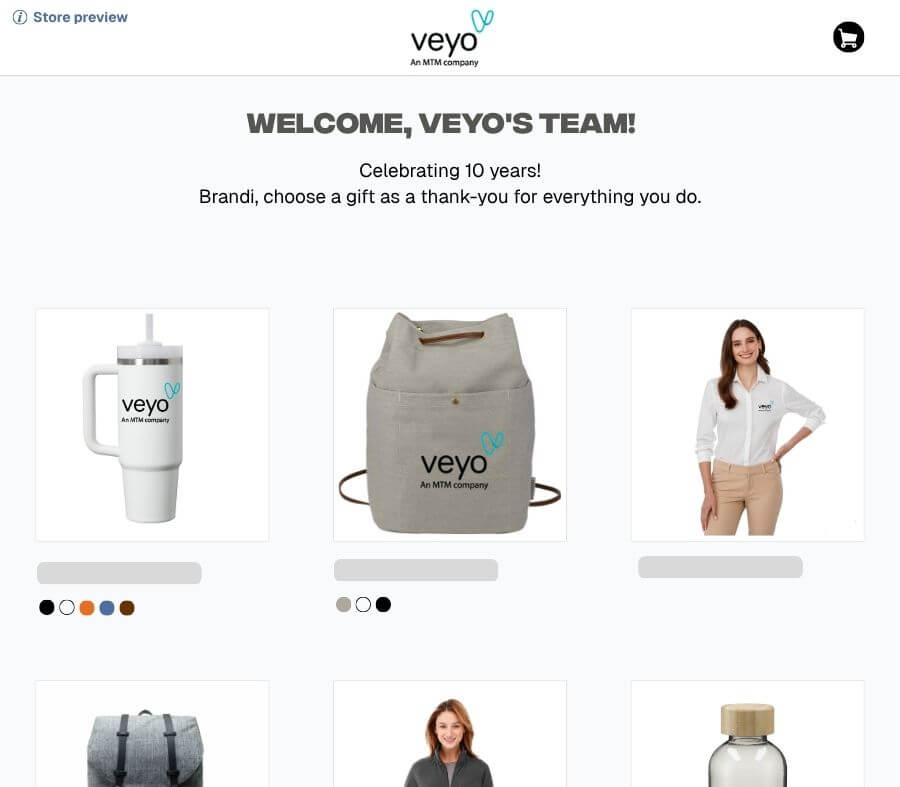 Store preview
veyo
An MTM company
WELCOME, VEYO'S TEAM!
Celebrating 10 years!
Brandi, choose a gift as a thank-you for everything you do.
veyo
An MTM company
veyo
An MTM company
veyo